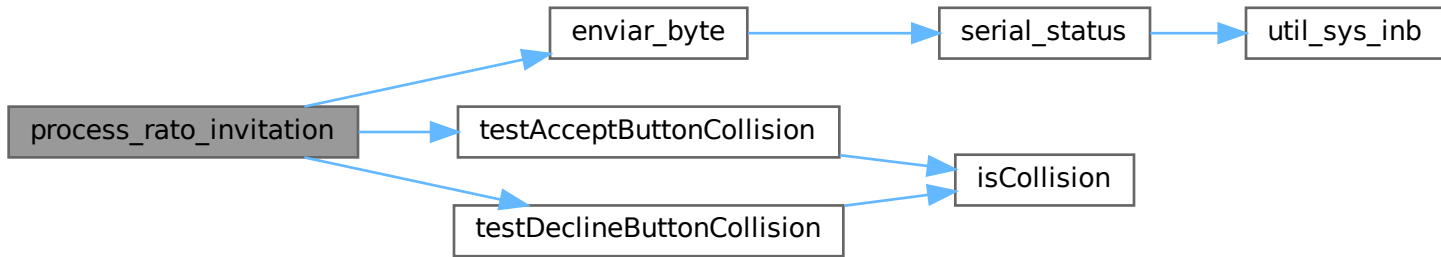 process_rato_invitation
enviar_byte
serial_status
util_sys_inb
testAcceptButtonCollision
isCollision
testDeclineButtonCollision